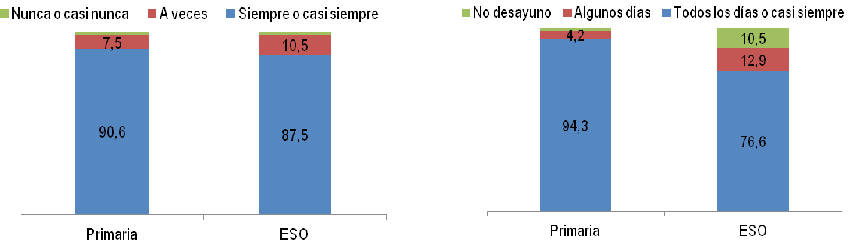 Nunca o casi nunca A veces Siempre o casi siempre
7,5
10,5
90,6
87,5
Primaria ESO
No desayuno Algunos días Todos los días o casi siempre
4,2
10,5
12,9
94,3
76,6
Primaria ESO